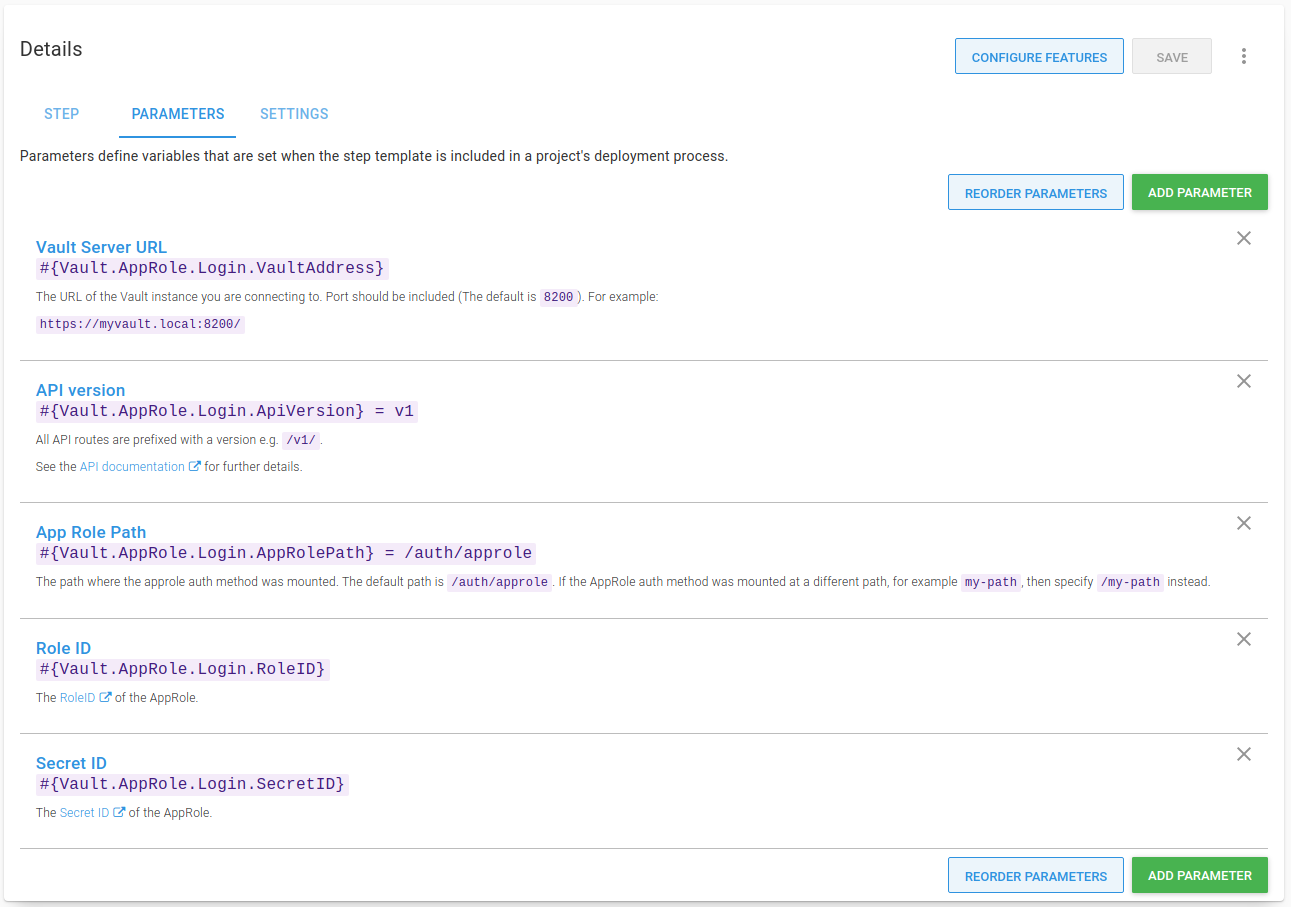 Details
CONFIGURE FEATURES
SAVE
STEP
PARAMETERS
SETTINGS
Parameters define variables that are set when the step template is included in a project's deployment process.
REORDER PARAMETERS
ADD PARAMETER
Vault Server URL
#{Vault.AppRole.Login.VaultAddress}
The URL of the Vault instance you are connecting to. Port should be included (The default is 8200). For example:
https://myvault.local:8200/
API version
#{Vault.AppRole.Login.ApiVersion} = v1
All API routes are prefixed with a version e.g. /v1/.
See the API documentation for further details.
App Role Path
#{Vault.AppRole.Login.AppRolePath} = /auth/approle
The path where the approle auth method was mounted. The default path is /auth/approle. If the AppRole auth method was mounted at a different path, for example my-path, then specify /my-path instead.
Role ID
#{Vault.AppRole.Login.RoleID}
The RoleID of the AppRole.
Secret ID
#{Vault.AppRole.Login.SecretID}
The Secret ID of the AppRole.
REORDER PARAMETERS
ADD PARAMETER